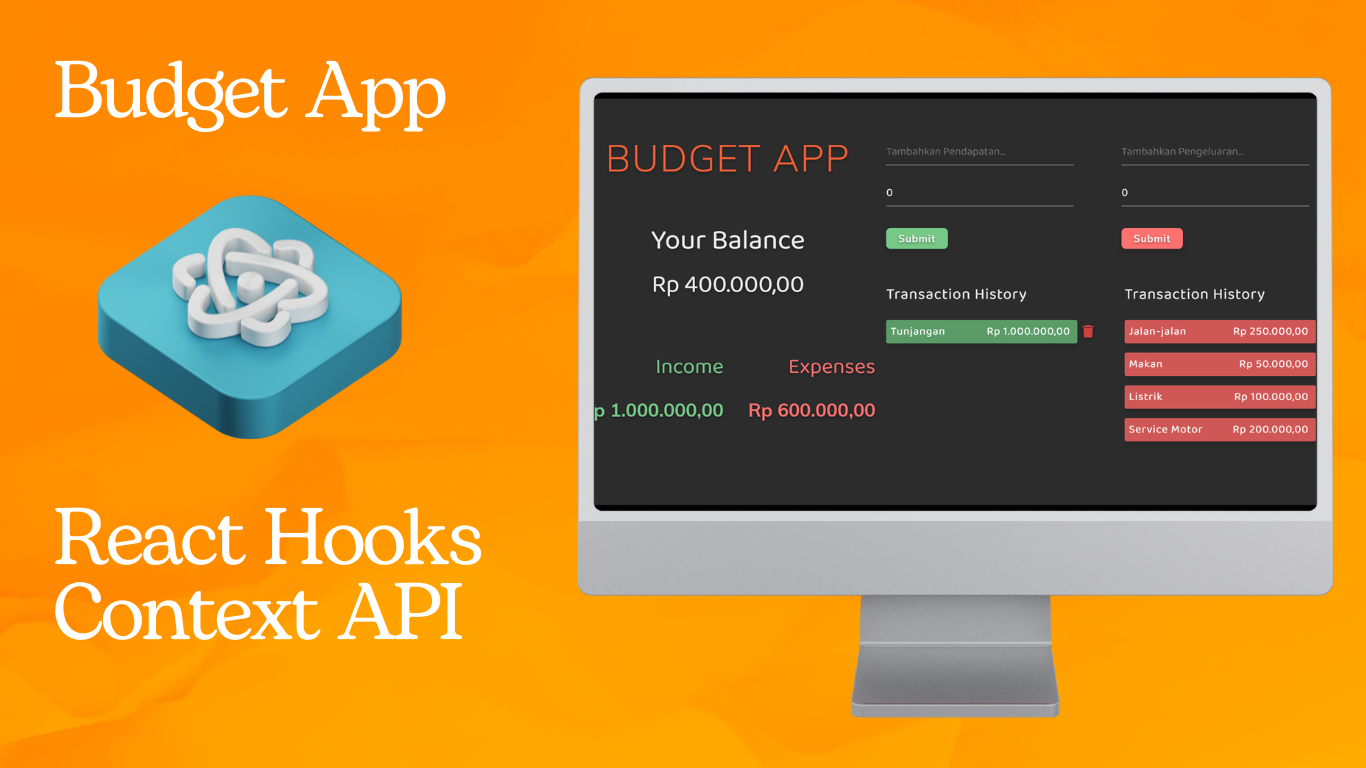 Budget App
React Hooks
Context API
BUDGET APP
Your Balance
Rp 400.000,00
Income
Expenses
p 1.000.000,00
Rp 600.000,00
Tambahkan Pendapatan...
0
Submit
Transaction History
Tunjangan Rp 1.000.000,00
Tambahkan Pengeluaran...
0
Submit
Transaction History
Jalan-jalan Rp 250.000,00
Makan Rp 50.000,00
Listrik Rp 100.000,00
Service Motor Rp 200.000,00